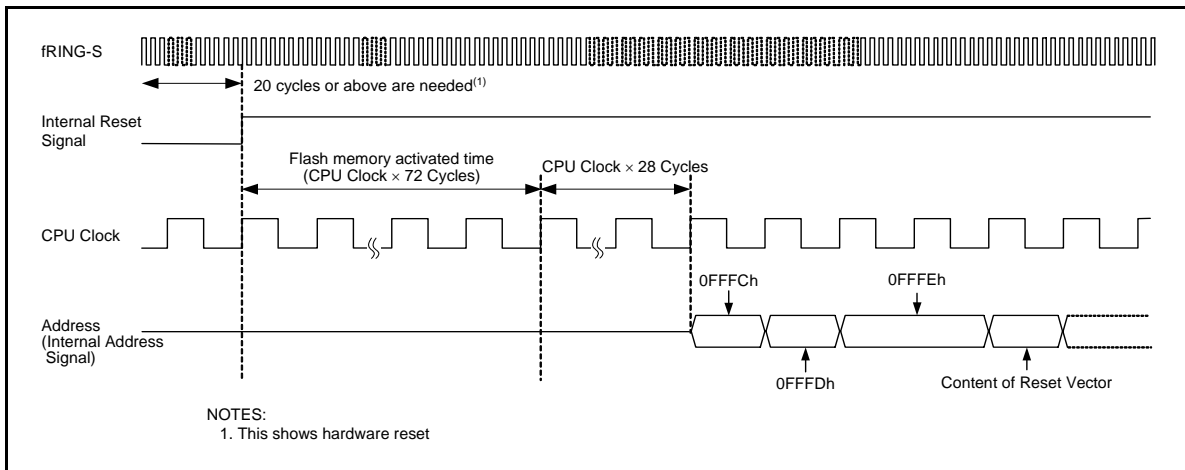 fRING-S
20 cycles or above are needed(1)
Internal Reset
Signal
Flash memory activated time
(CPU Clock × 72 Cycles)
CPU Clock × 28 Cycles
CPU Clock
0FFFCh
0FFFEh
Address
(Internal Address
Signal)
0FFFDh
Content of Reset Vector
NOTES:
1. This shows hardware reset